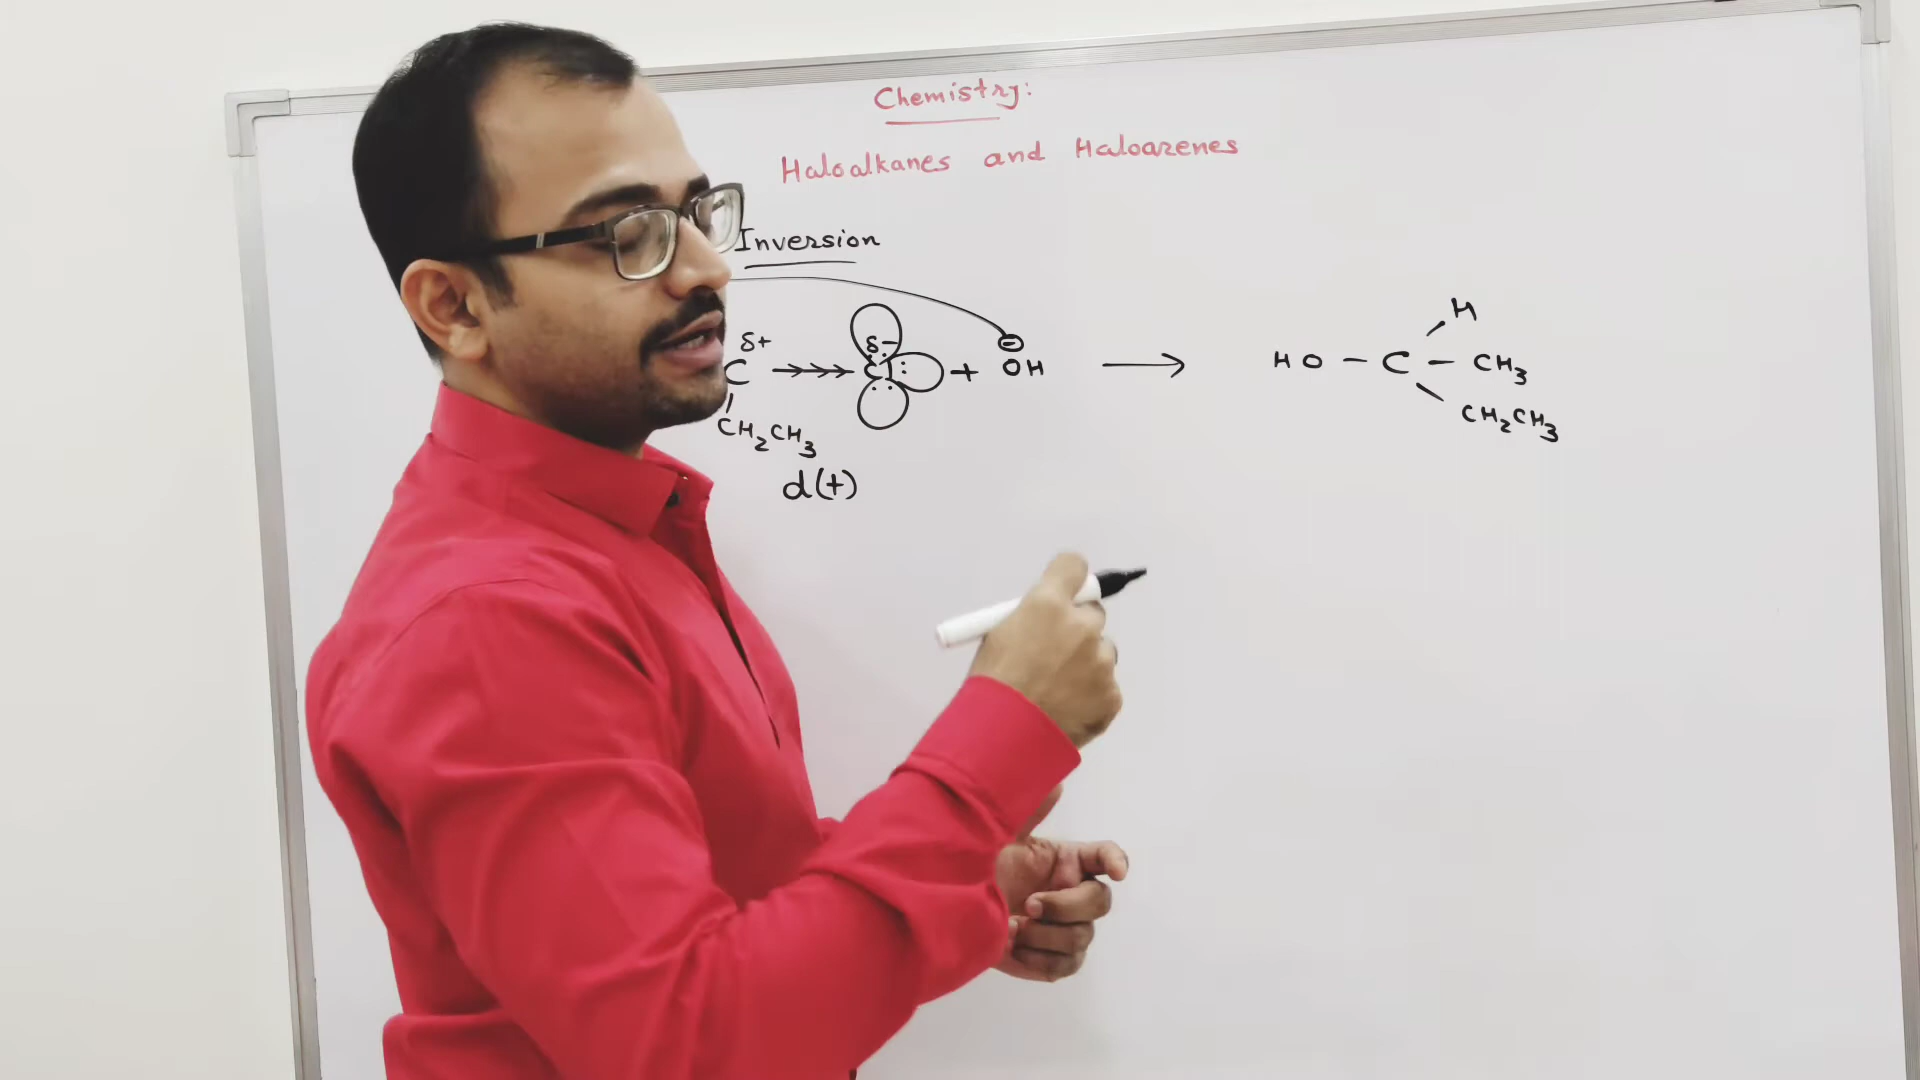 Chemistry:
Haloalkanes and Haloarenes
Inversion
δ+ δ- ⊖ H
C Cl + OH → HO - C - CH3
CH2CH3 CH2CH3
d(+)